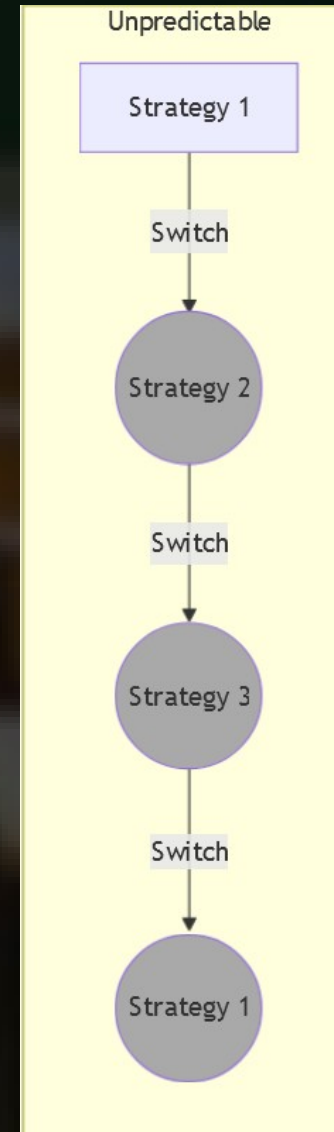 Unpredictable
Strategy 1
Switch
Strategy 2
Switch
Strategy 3
Switch
Strategy 1